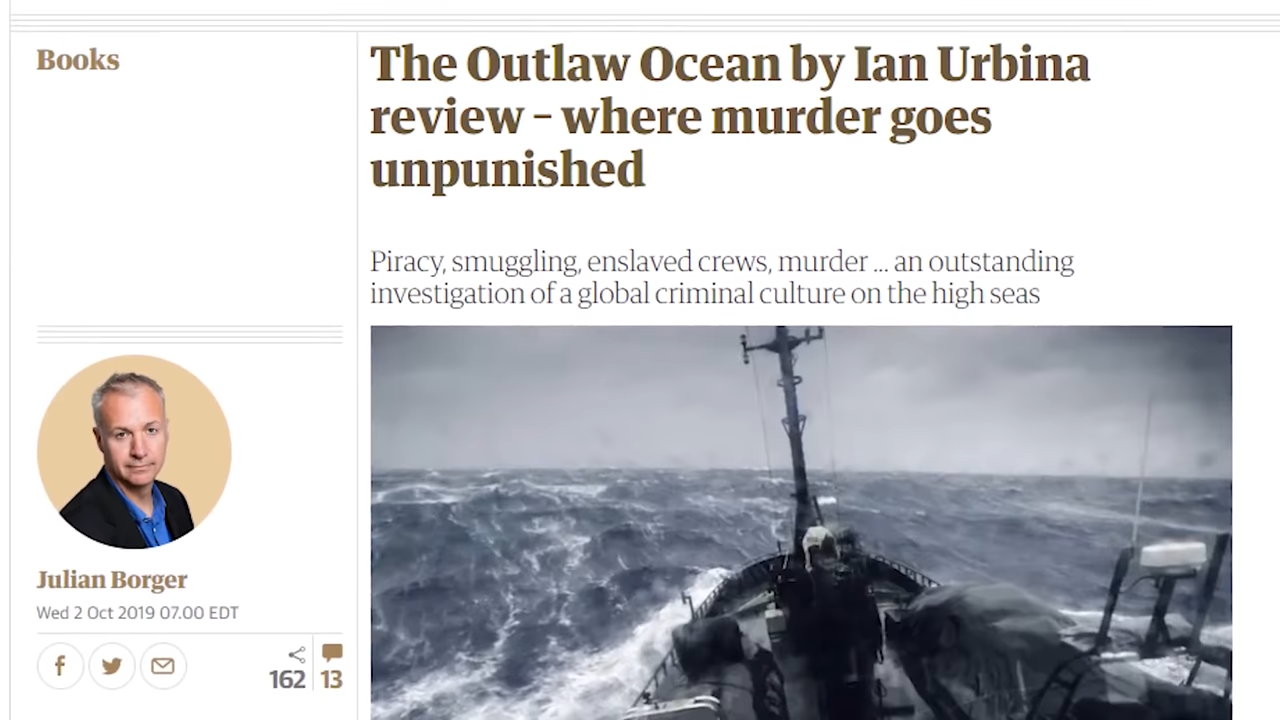 Books
The Outlaw Ocean by Ian Urbina
review – where murder goes
unpunished
Piracy, smuggling, enslaved crews, murder ... an outstanding
investigation of a global criminal culture on the high seas
Julian Borger
Wed 2 Oct 2019 07.00 EDT
162
13